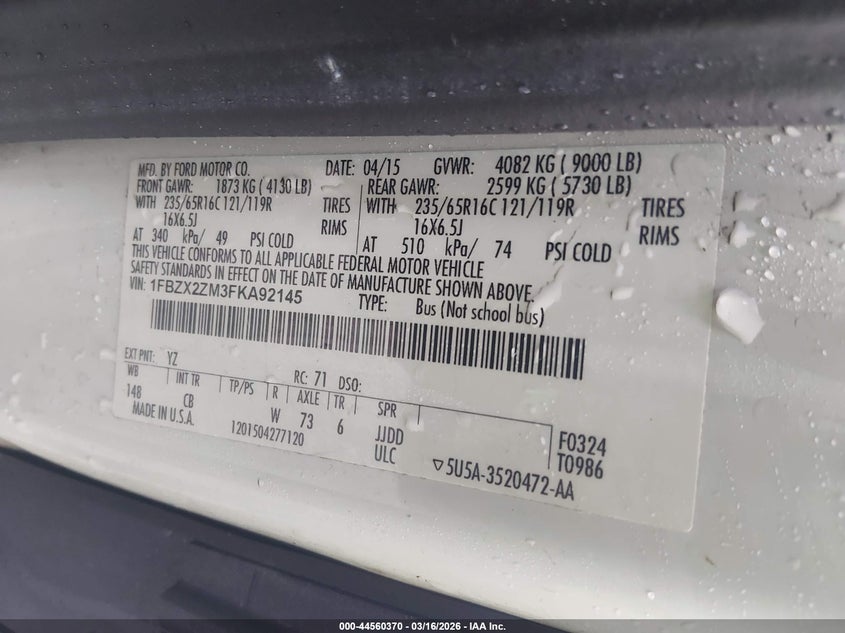 MFD. BY FORD MOTOR CO. DATE: 04/15 GVWR: 4082 KG ( 9000 LB)
FRONT GAWR: 1873 KG ( 4130 LB) REAR GAWR: 2599 KG ( 5730 LB)
WITH 235/65R16C 121/119R TIRES WITH 235/65R16C 121/119R TIRES
16X6.5J RIMS 16X6.5J RIMS
AT 340 kPa/ 49 PSI COLD AT 510 kPa/ 74 PSI COLD
THIS VEHICLE CONFORMS TO ALL APPLICABLE FEDERAL MOTOR VEHICLE
SAFETY STANDARDS IN EFFECT ON THE DATE OF MANUFACTURE SHOWN ABOVE.
VIN: 1FBZX2ZM3FKA92145 TYPE: Bus (Not school bus)
EXT PNT: YZ RC: 71 DSO:
WB INT TR TP/PS R AXLE TR SPR
148 CB W 73 6 JJDD F0324
MADE IN U.S.A. 1201504277120 ULC ▽5U5A-3520472-AA T0986
000-44560370 - 03/16/2026 - IAA Inc.